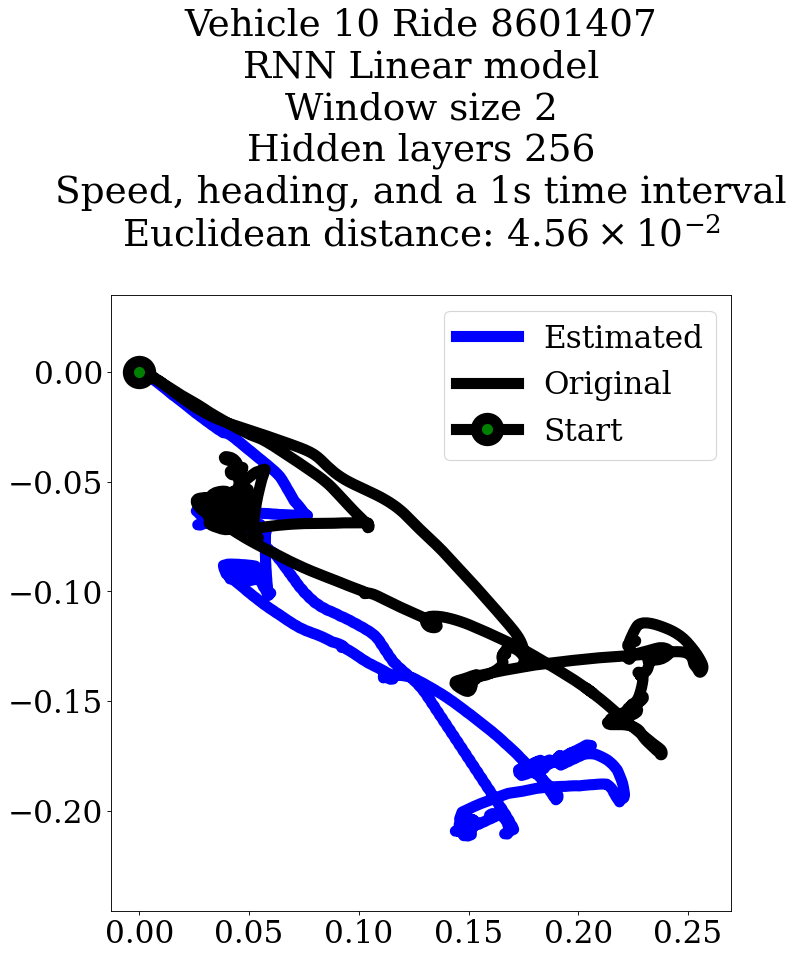 Vehicle 10 Ride 8601407
RNN Linear model
Window size 2
Hidden layers 256
Speed, heading, and a 1s time interval
Euclidean distance: 4.56 × 10⁻²
Estimated
Original
Start
0.00
−0.05
−0.10
−0.15
−0.20
0.00 0.05 0.10 0.15 0.20 0.25